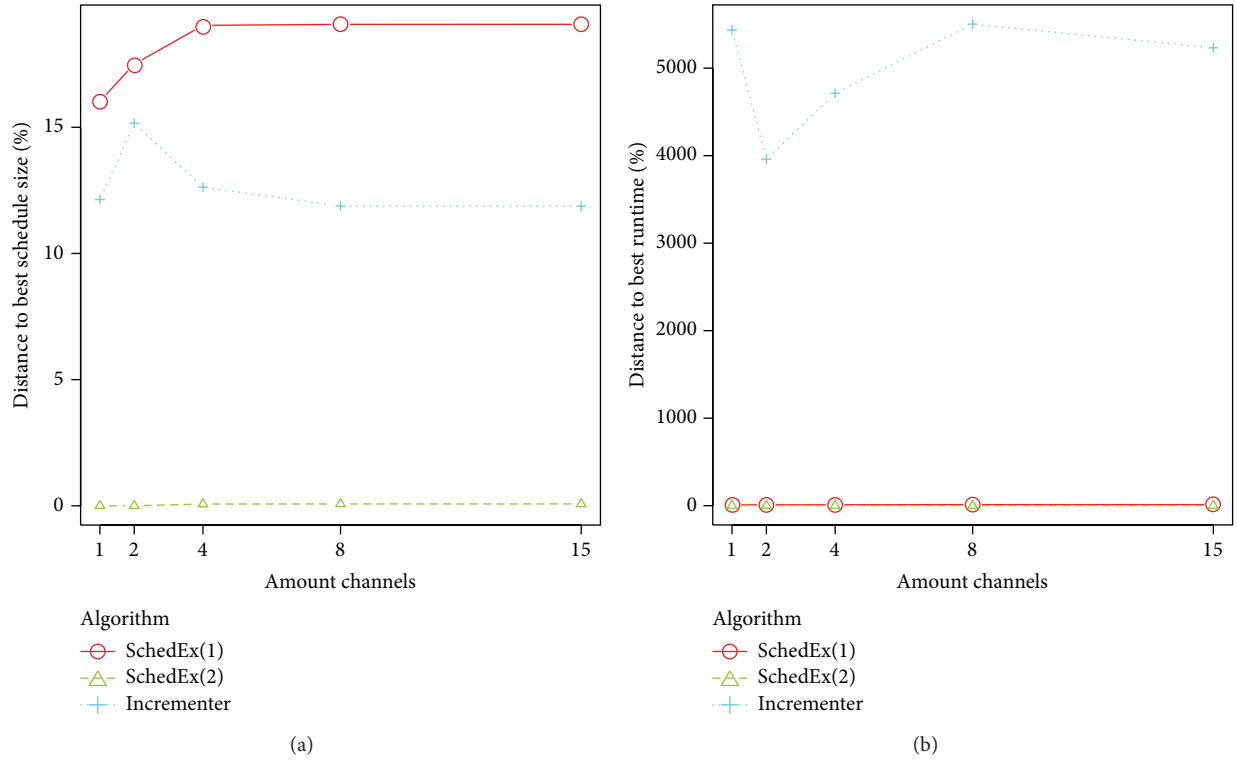 Distance to best schedule size (%)
15
10
5
0
1 2 4 8 15
Amount channels
Algorithm
SchedEx(1)
SchedEx(2)
Incrementer
(a)
Distance to best runtime (%)
5000
4000
3000
2000
1000
0
1 2 4 8 15
Amount channels
Algorithm
SchedEx(1)
SchedEx(2)
Incrementer
(b)